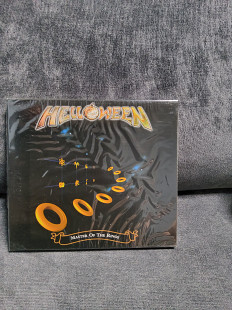 HELLOWEEN
MASTER OF THE RINGS